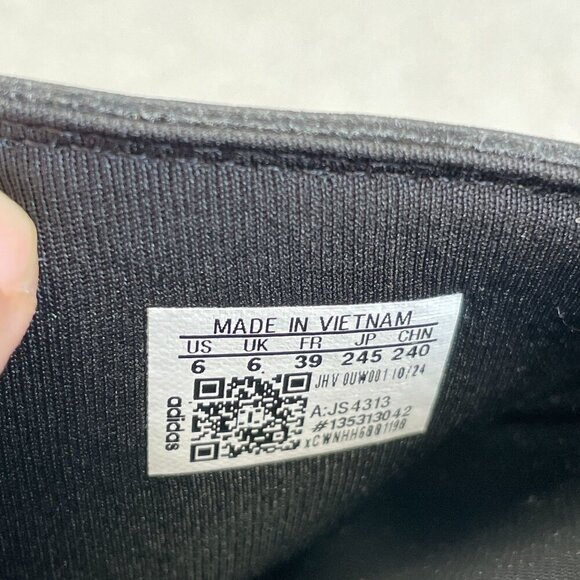 MADE IN VIETNAM
US UK FR JP CHN
6 6 39 245 240
JHV 0UW001 10/24
A:JS4313
#135313042
adidas